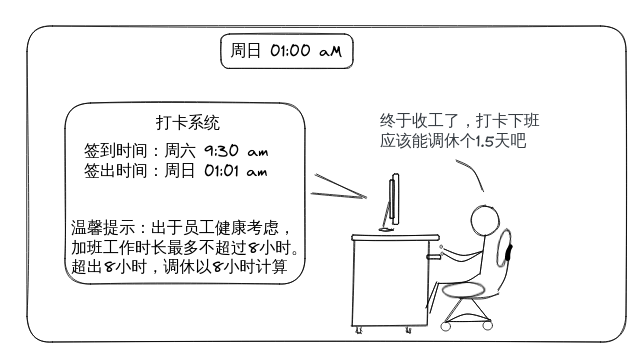 周日 01:00 aM
打卡系统
签到时间：周六 9:30 am
签出时间：周日 01:01 am
温馨提示：出于员工健康考虑，
加班工作时长最多不超过8小时。
超出8小时，调休以8小时计算
终于收工了，打卡下班
应该能调休个1.5天吧